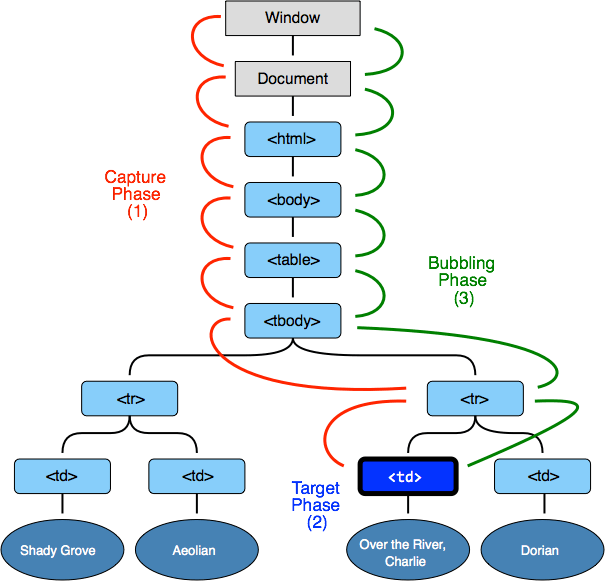 Window
Document
<html>
Capture
Phase
(1)
<body>
<table>
Bubbling
Phase
(3)
<tbody>
<tr>
<tr>
<td>
<td>
<td>
<td>
Target
Phase
(2)
Shady Grove
Aeolian
Over the River,
Charlie
Dorian